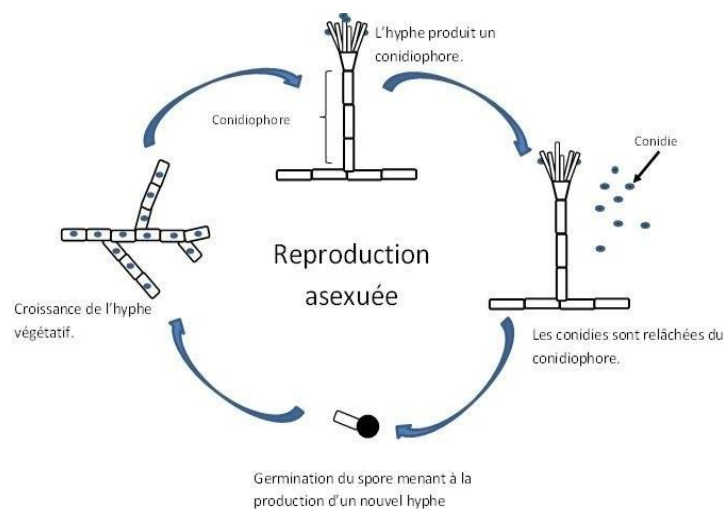 L'hyphe produit un
conidiophore.
Conidiophore
Conidie
Reproduction
asexuée
Croissance de l'hyphe
végétatif.
Les conidies sont relâchées du
conidiophore.
Germination du spore menant à la
production d'un nouvel hyphe